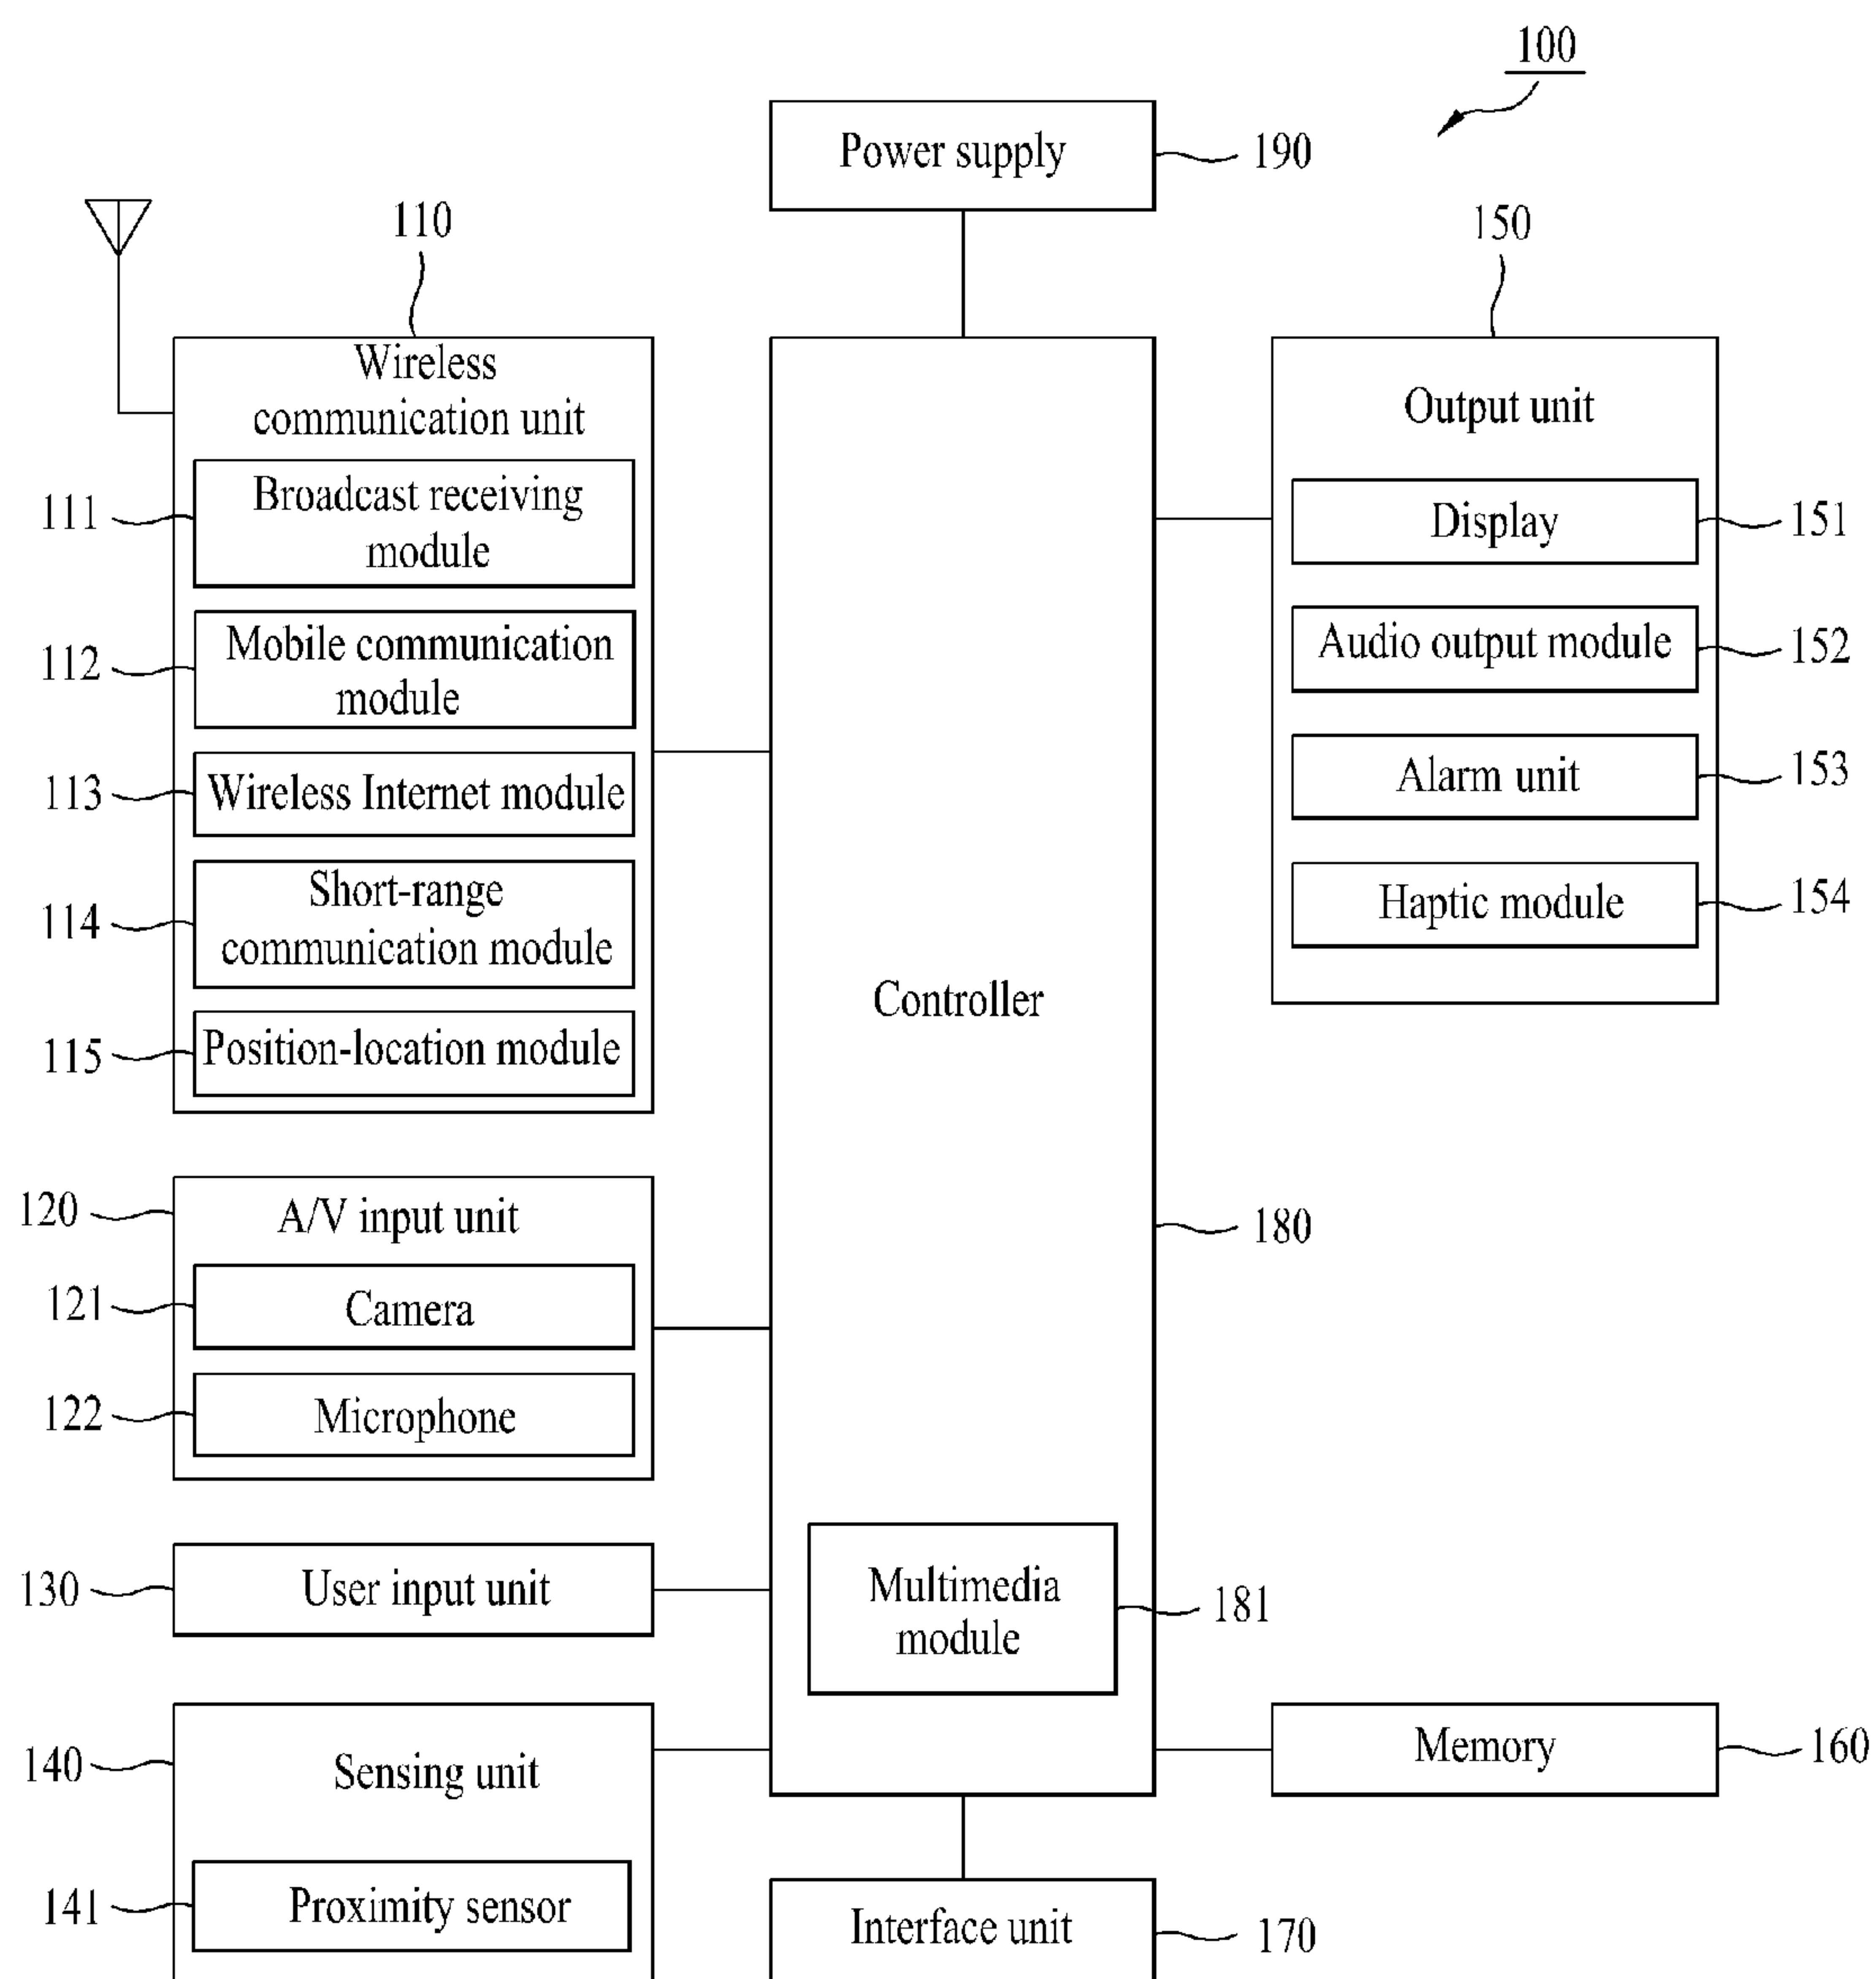 100
Power supply
190
110
150
Wireless
communication unit
111
Broadcast receiving
module
112
Mobile communication
module
113
Wireless Internet module
114
Short-range
communication module
115
Position-location module
Output unit
Display
151
Audio output module
152
Alarm unit
153
Haptic module
154
Controller
180
120
A/V input unit
121
Camera
122
Microphone
130
User input unit
Multimedia
module
181
140
Sensing unit
141
Proximity sensor
Memory
160
Interface unit
170